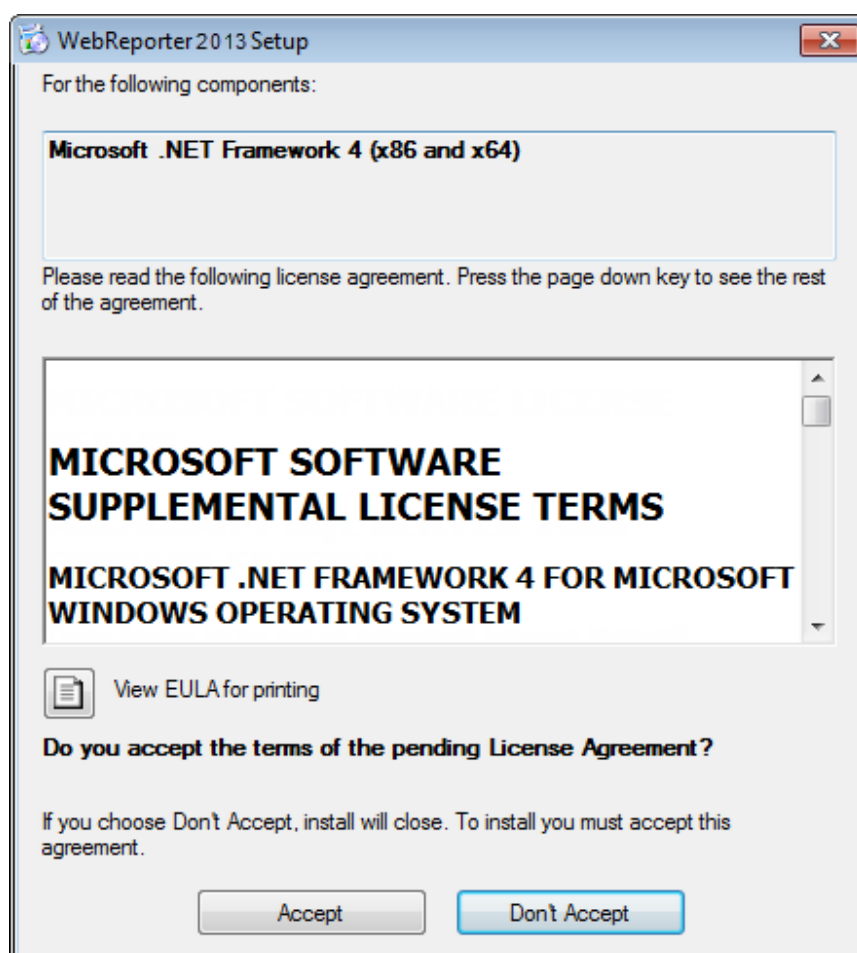 WebReporter 2013 Setup
For the following components:
Microsoft .NET Framework 4 (x86 and x64)
Please read the following license agreement. Press the page down key to see the rest
of the agreement.
MICROSOFT SOFTWARE
SUPPLEMENTAL LICENSE TERMS
MICROSOFT .NET FRAMEWORK 4 FOR MICROSOFT
WINDOWS OPERATING SYSTEM
View EULA for printing
Do you accept the terms of the pending License Agreement?
If you choose Don't Accept, install will close. To install you must accept this
agreement.
Accept
Don't Accept